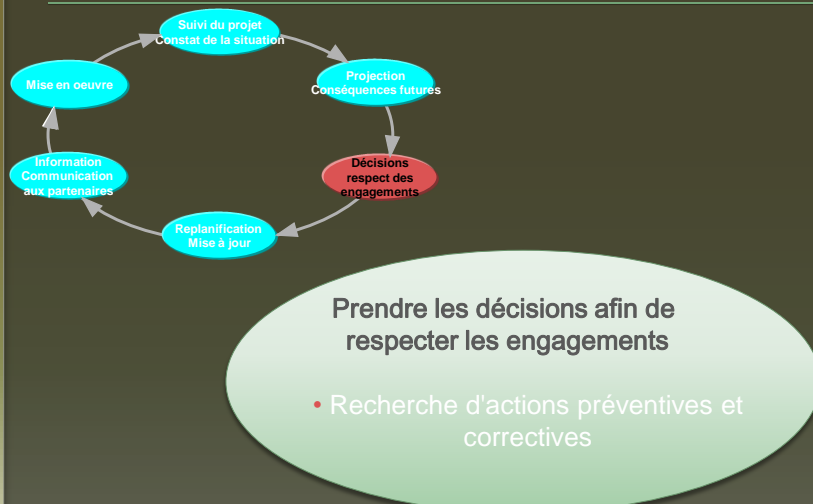 Suivi du projet
Constat de la situation
Projection
Conséquences futures
Décisions
respect des
engagements
Replanification
Mise à jour
Information
Communication
aux partenaires
Mise en oeuvre
Prendre les décisions afin de
respecter les engagements
• Recherche d'actions préventives et
correctives